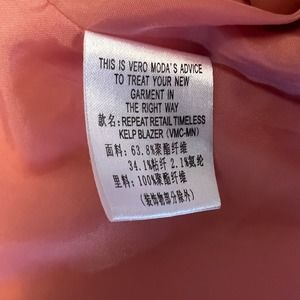 THIS IS VERO MODA'S ADVICE
TO TREAT YOUR NEW
GARMENT IN
THE RIGHT WAY
款名：REPEAT RETAIL TIMELESS
KELP BLAZER (VMC-MN)
面料：63.8%聚酯纤维
34.1%粘纤 2.1%氨纶
里料：100%聚酯纤维
（装饰物部分除外）